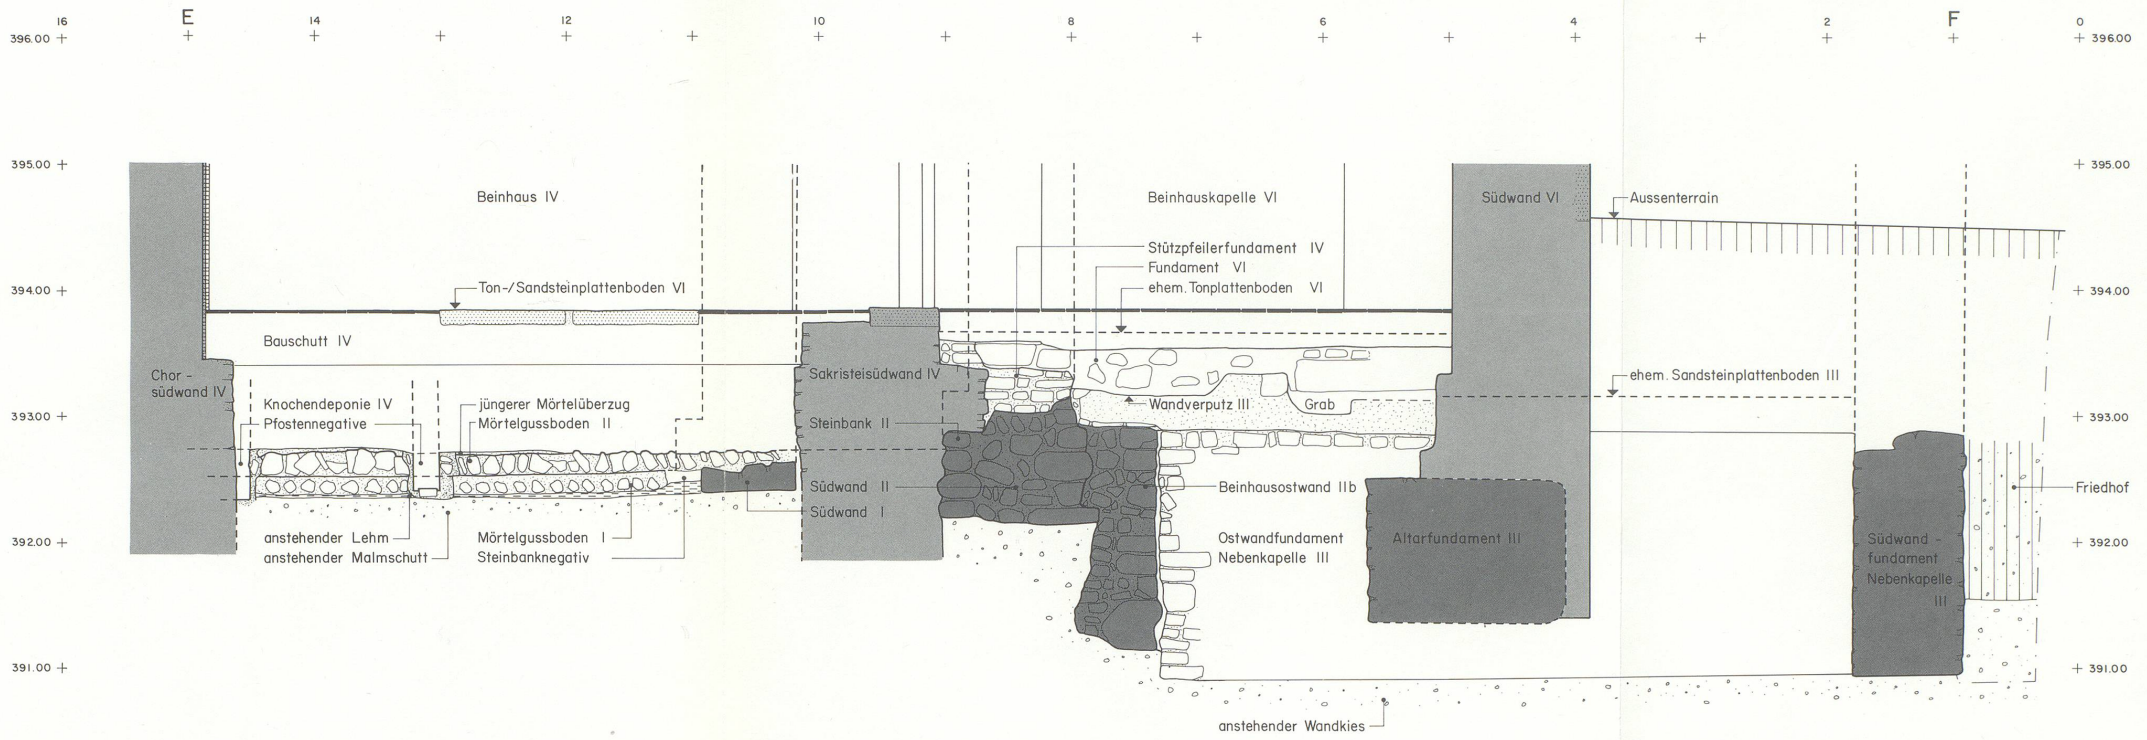 16 E 14 12 10 8 6 4 2 F 0
396.00 396.00
395.00 395.00
Beinhaus IV
Beinhauskapelle VI
Südwand VI
Aussenterrain
Stützpfeilerfundament IV
Fundament VI
Ton-/Sandsteinplattenboden VI
ehem. Tonplattenboden VI
394.00 394.00
Bauschutt IV
Chor-
südwand IV
Sakristeisüdwand IV
ehem. Sandsteinplattenboden III
Knochendeponie IV
jüngerer Mörtelüberzug
Wandverputz III
Grab
393.00 393.00
Pfostennegative
Mörtelgussboden II
Steinbank II
Südwand II
Beinhausostwand IIb
Friedhof
Südwand I
anstehender Lehm
Mörtelgussboden I
Ostwandfundament
Nebenkapelle III
Altarfundament III
392.00 392.00
anstehender Malmschutt
Steinbanknegativ
Südwand-
fundament
Nebenkapelle
III
391.00 391.00
anstehender Wandkies